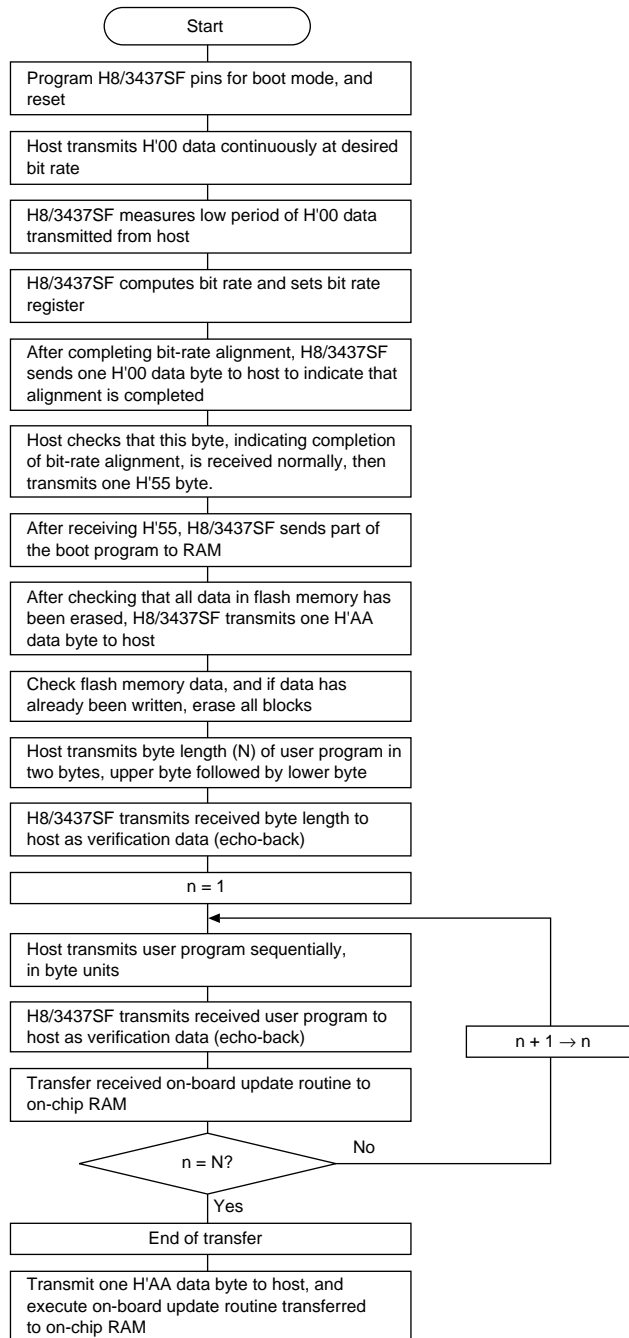 Start
Program H8/3437SF pins for boot mode, and
reset
Host transmits H'00 data continuously at desired
bit rate
H8/3437SF measures low period of H'00 data
transmitted from host
H8/3437SF computes bit rate and sets bit rate
register
After completing bit-rate alignment, H8/3437SF
sends one H'00 data byte to host to indicate that
alignment is completed
Host checks that this byte, indicating completion
of bit-rate alignment, is received normally, then
transmits one H'55 byte.
After receiving H'55, H8/3437SF sends part of
the boot program to RAM
After checking that all data in flash memory has
been erased, H8/3437SF transmits one H'AA
data byte to host
Check flash memory data, and if data has
already been written, erase all blocks
Host transmits byte length (N) of user program in
two bytes, upper byte followed by lower byte
H8/3437SF transmits received byte length to
host as verification data (echo-back)
n = 1
Host transmits user program sequentially,
in byte units
H8/3437SF transmits received user program to
host as verification data (echo-back)
n + 1 → n
Transfer received on-board update routine to
on-chip RAM
n = N?
No
Yes
End of transfer
Transmit one H'AA data byte to host, and
execute on-board update routine transferred
to on-chip RAM